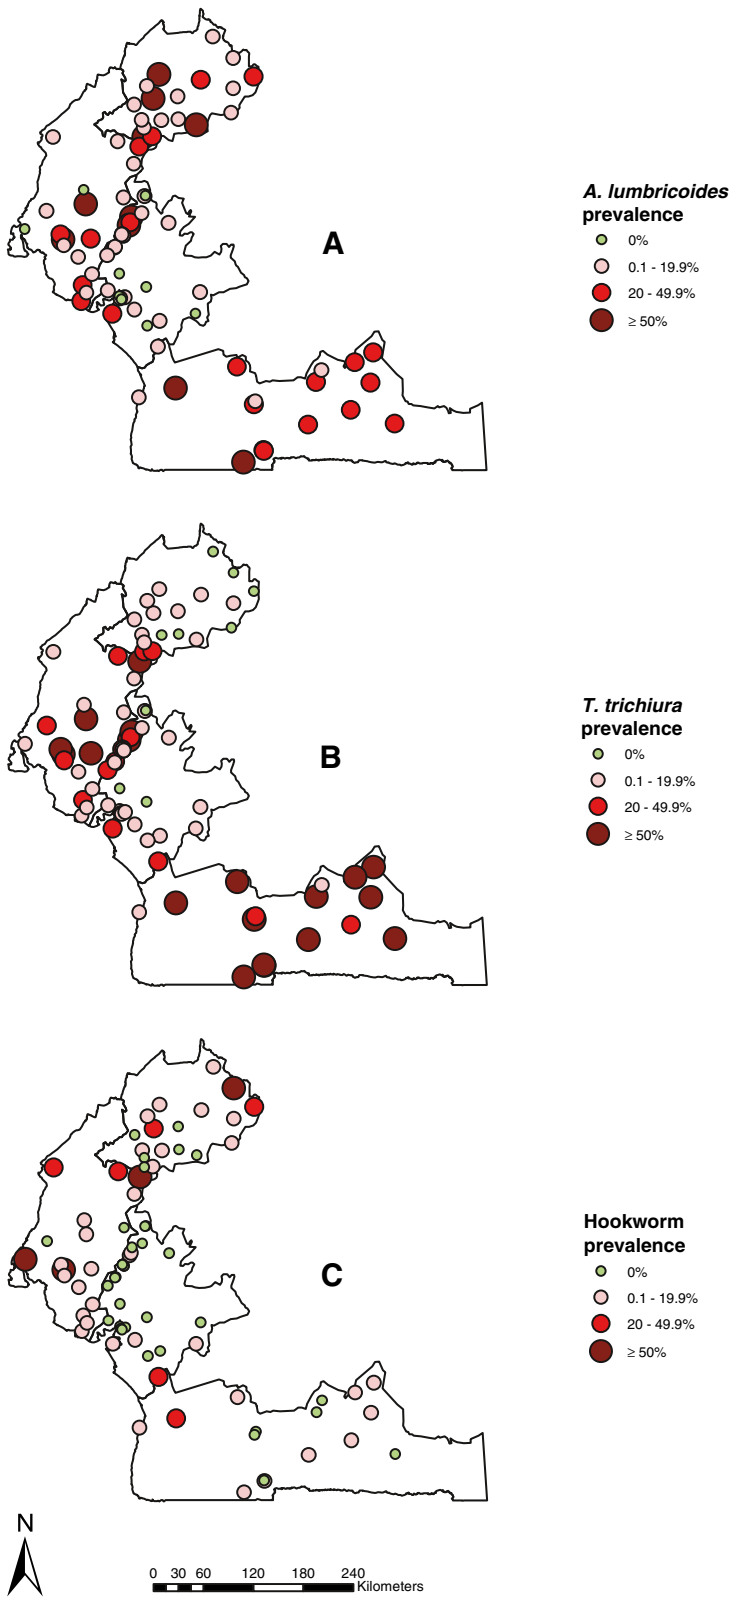 A. lumbricoides
prevalence
0%
0.1 - 19.9%
20 - 49.9%
≥ 50%
A
T. trichiura
prevalence
0%
0.1 - 19.9%
20 - 49.9%
≥ 50%
B
Hookworm
prevalence
0%
0.1 - 19.9%
20 - 49.9%
≥ 50%
C
N
0 30 60 120 180 240
Kilometers